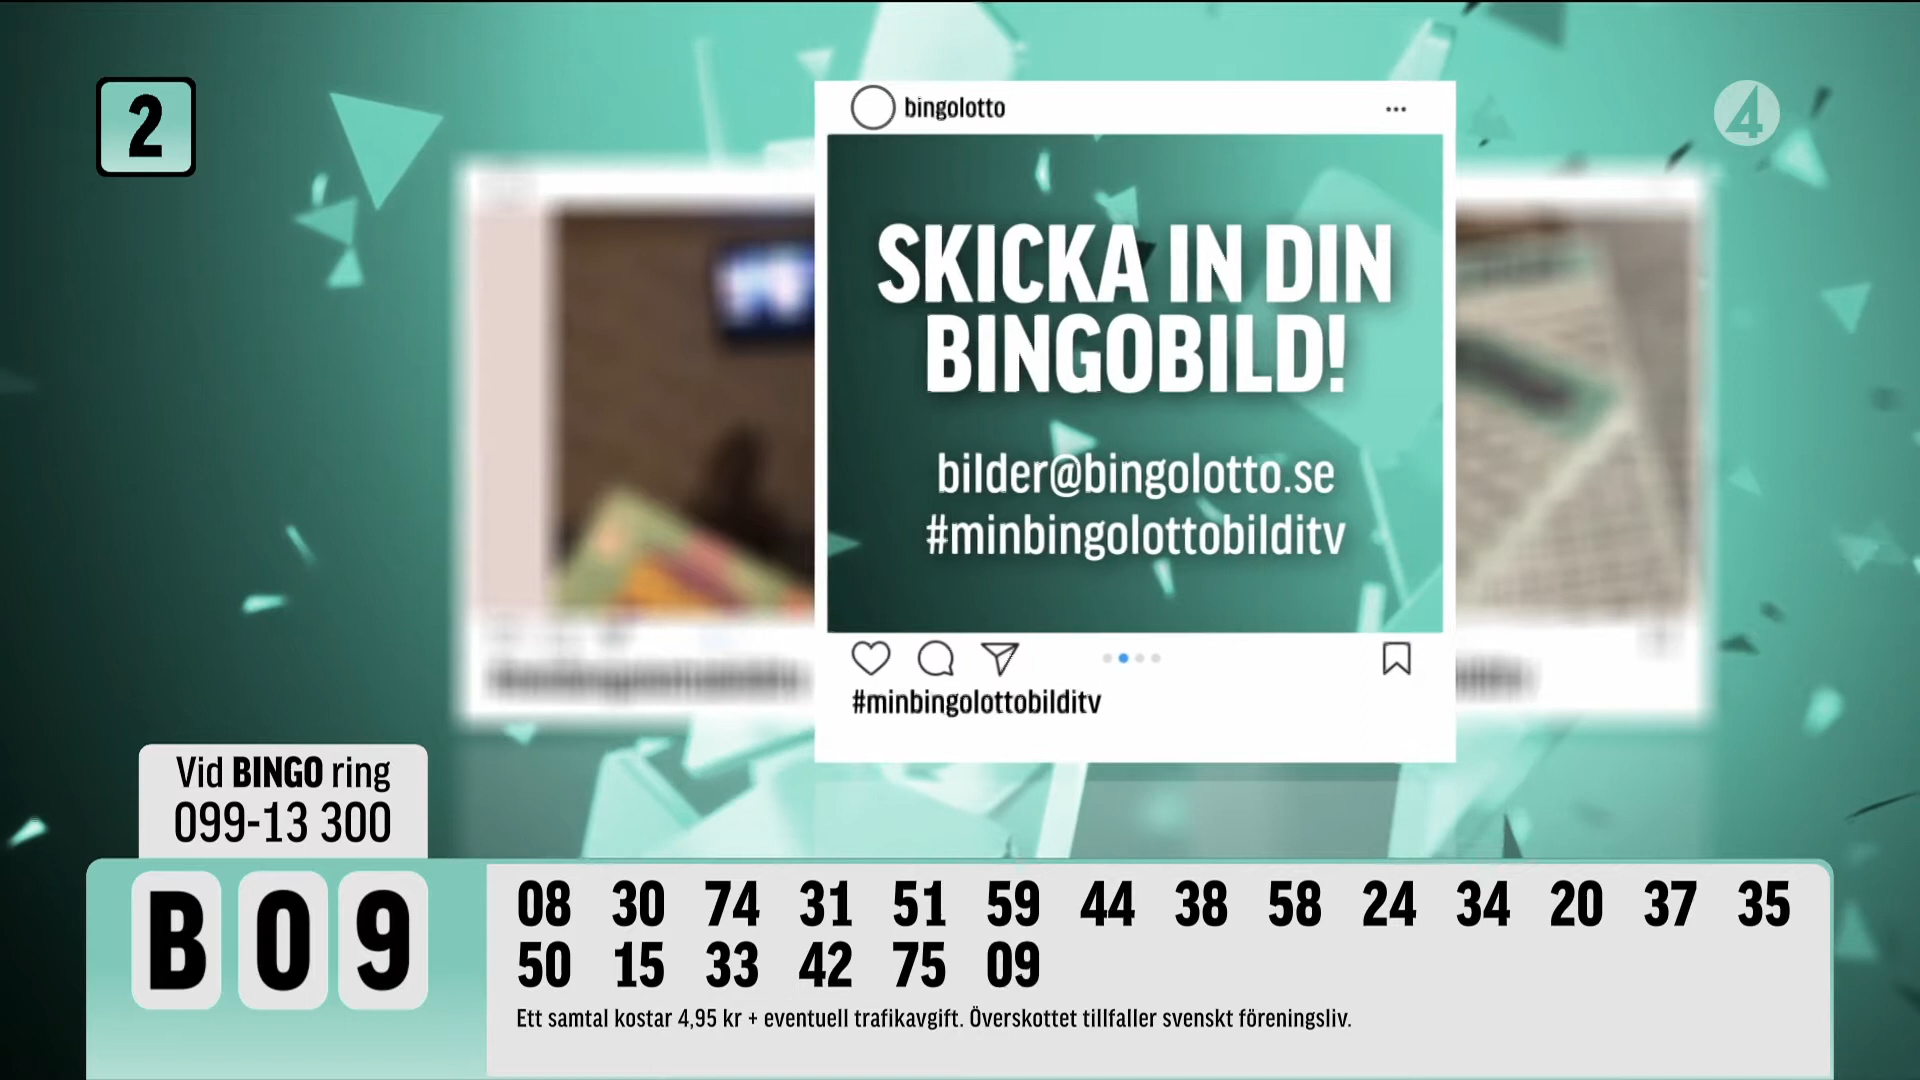 2
4
bingolotto
SKICKA IN DIN
BINGOBILD!
bilder@bingolotto.se
#minbingolottobilditv
#minbingolottobilditv
Vid BINGO ring
099-13 300
B 0 9
08 30 74 31 51 59 44 38 58 24 34 20 37 35
50 15 33 42 75 09
Ett samtal kostar 4,95 kr + eventuell trafikavgift. Överskottet tillfaller svenskt föreningsliv.